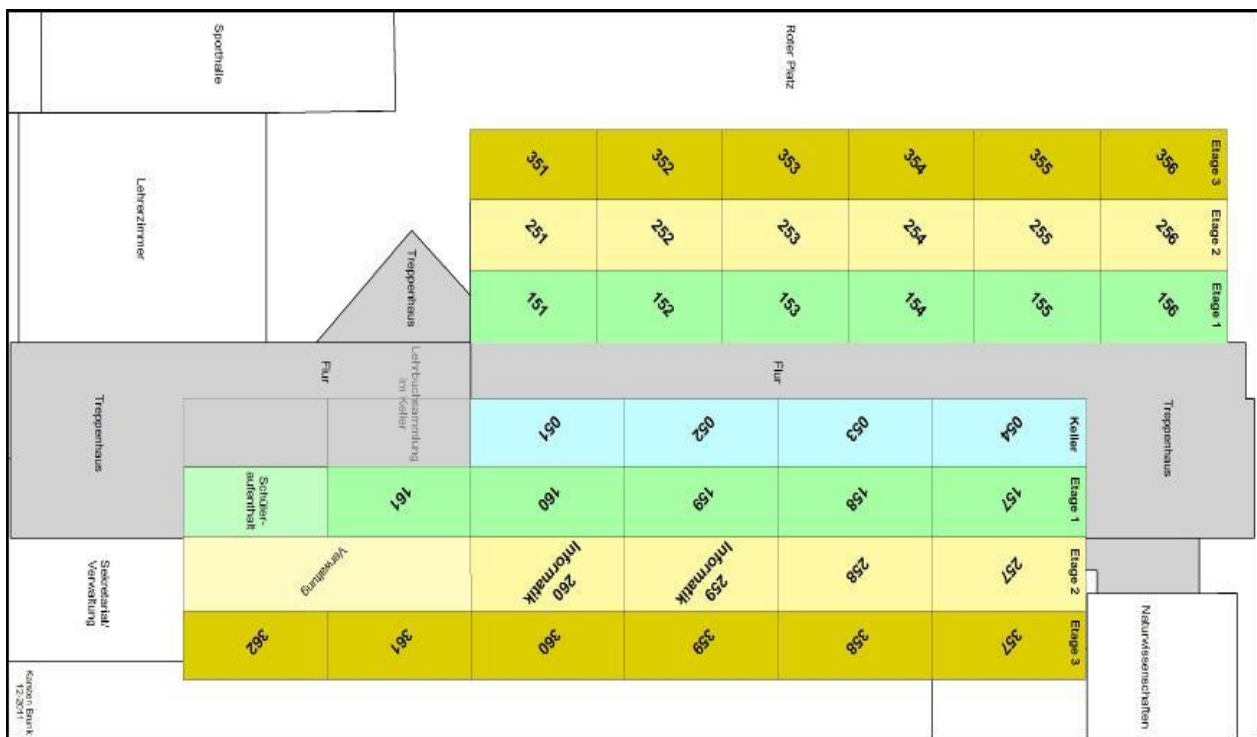 Sporthalle
Roter Platz
Lehrerzimmer
351
352
353
354
355
356
Etage 3
251
252
253
254
255
256
Etage 2
Treppenhaus
151
152
153
154
155
156
Etage 1
Flur
Flur
Lehrbuchsammlung
im Keller
Treppenhaus
051
052
053
054
Keller
Treppenhaus
Schüler-
aufenthalt
161
160
159
158
157
Etage 1
Sekretariat/
Verwaltung
Verwaltung
260
Informatik
259
Informatik
258
257
Etage 2
362
361
360
359
358
357
Etage 3
Naturwissenschaften
Karsten Brunk
12-2011